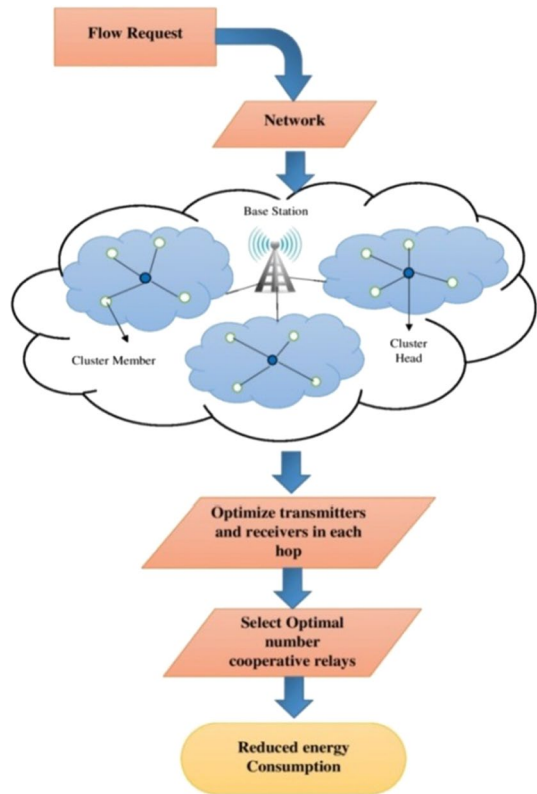 Flow Request
Network
Base Station
Cluster Member
Cluster
Head
Optimize transmitters
and receivers in each
hop
Select Optimal
number
cooperative relays
Reduced energy
Consumption